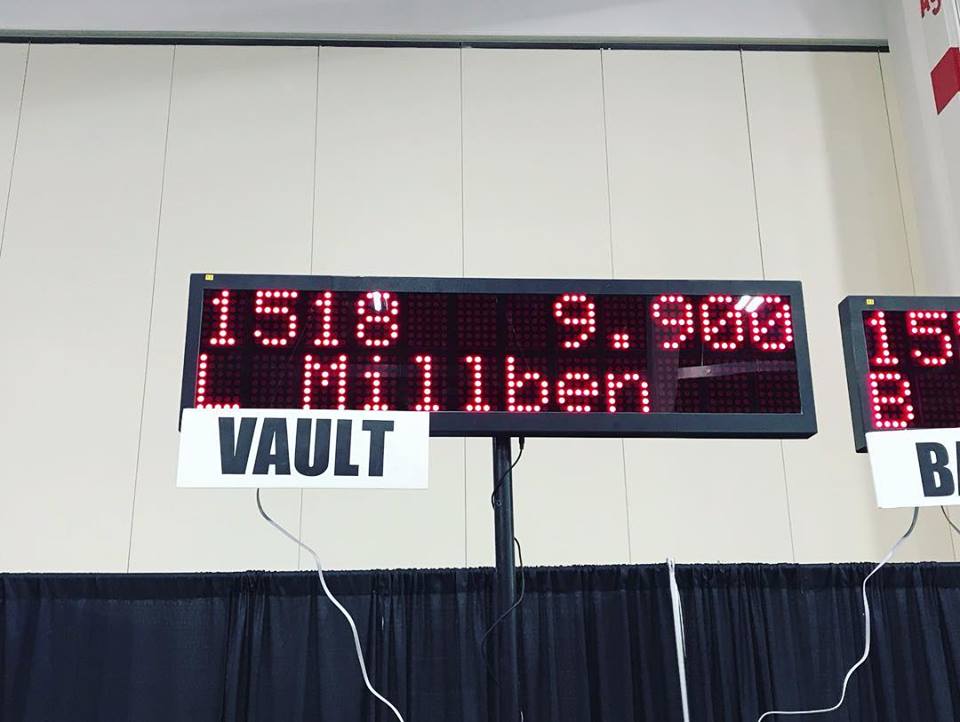 1518 9.900
L Millben
VAULT